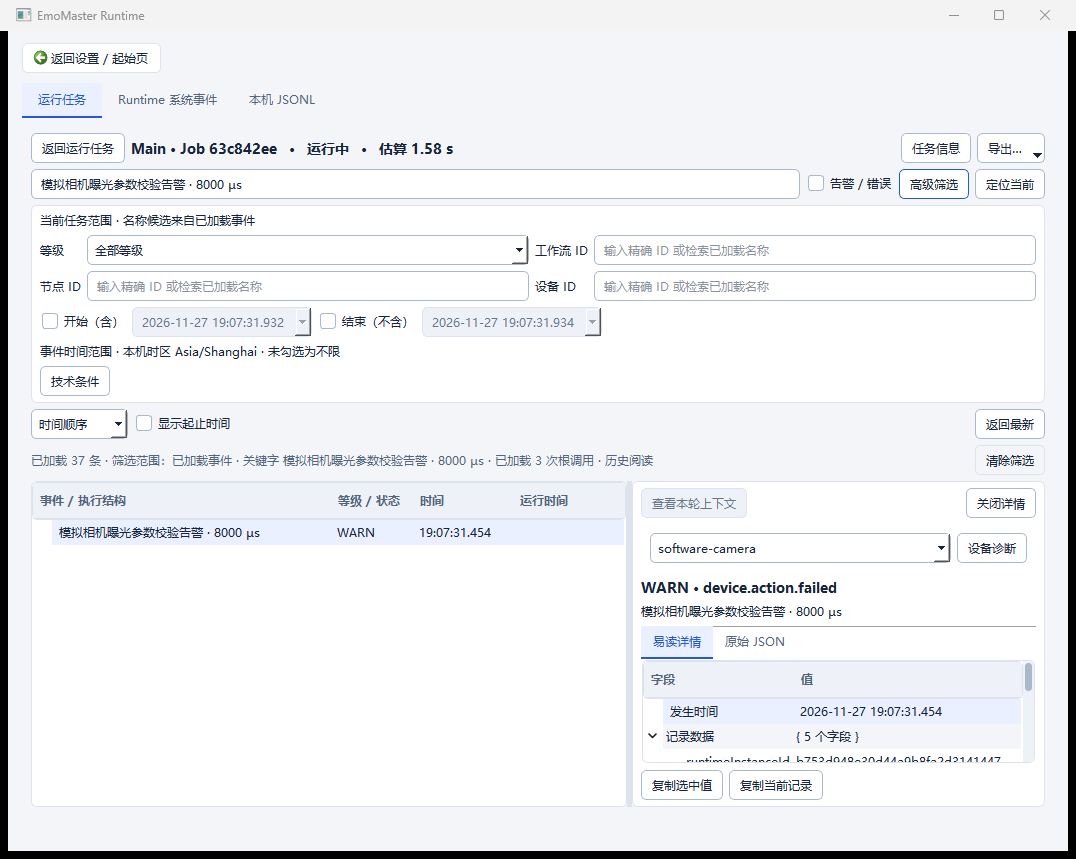 EmoMaster Runtime
返回设置 / 起始页
运行任务 Runtime 系统事件 本机 JSONL
返回运行任务 Main • Job 63c842ee • 运行中 • 估算 1.58 s 任务信息 导出...
模拟相机曝光参数校验告警 · 8000 µs 告警 / 错误 高级筛选 定位当前
当前任务范围 · 名称候选来自已加载事件
等级 全部等级 工作流 ID 输入精确 ID 或检索已加载名称
节点 ID 输入精确 ID 或检索已加载名称 设备 ID 输入精确 ID 或检索已加载名称
开始（含） 2026-11-27 19:07:31.932 结束（不含） 2026-11-27 19:07:31.934
事件时间范围 · 本机时区 Asia/Shanghai · 未勾选为不限
技术条件
时间顺序 显示起止时间 返回最新
已加载 37 条 · 筛选范围：已加载事件 · 关键字 模拟相机曝光参数校验告警 · 8000 µs · 已加载 3 次根调用 · 历史阅读 清除筛选
事件 / 执行结构 等级 / 状态 时间 运行时间
模拟相机曝光参数校验告警 · 8000 µs WARN 19:07:31.454
查看本轮上下文 关闭详情
software-camera 设备诊断
WARN • device.action.failed
模拟相机曝光参数校验告警 · 8000 µs
易读详情 原始 JSON
字段 值
发生时间 2026-11-27 19:07:31.454
记录数据 { 5 个字段 }
runtimeInstanceId
复制选中值 复制当前记录